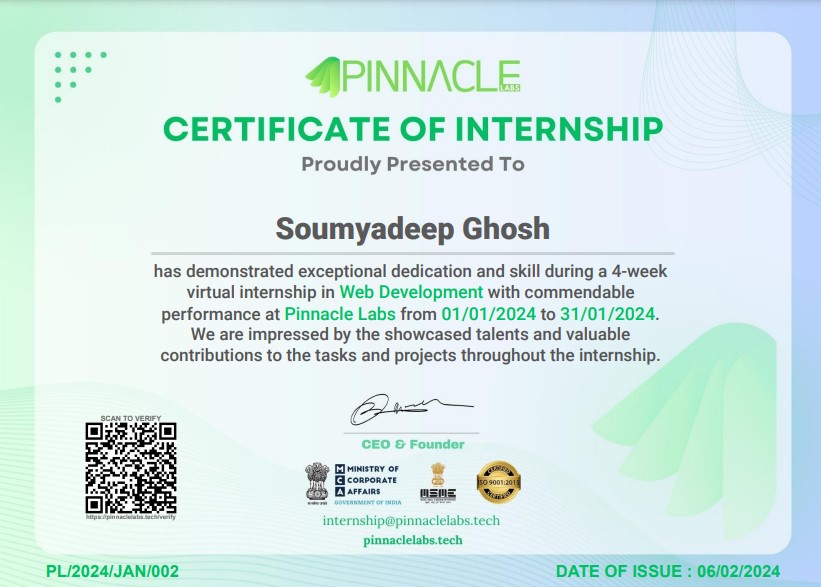 PINNACLE
LABS
CERTIFICATE OF INTERNSHIP
Proudly Presented To
Soumyadeep Ghosh
has demonstrated exceptional dedication and skill during a 4-week
virtual internship in Web Development with commendable
performance at Pinnacle Labs from 01/01/2024 to 31/01/2024.
We are impressed by the showcased talents and valuable
contributions to the tasks and projects throughout the internship.
CEO & Founder
SCAN TO VERIFY
https://pinnaclelabs.tech/verify
MCA
MINISTRY OF
CORPORATE
AFFAIRS
GOVERNMENT OF INDIA
CERTIFIED
ISO 9001:2015
CERTIFIED
internship@pinnaclelabs.tech
pinnaclelabs.tech
PL/2024/JAN/002
DATE OF ISSUE : 06/02/2024